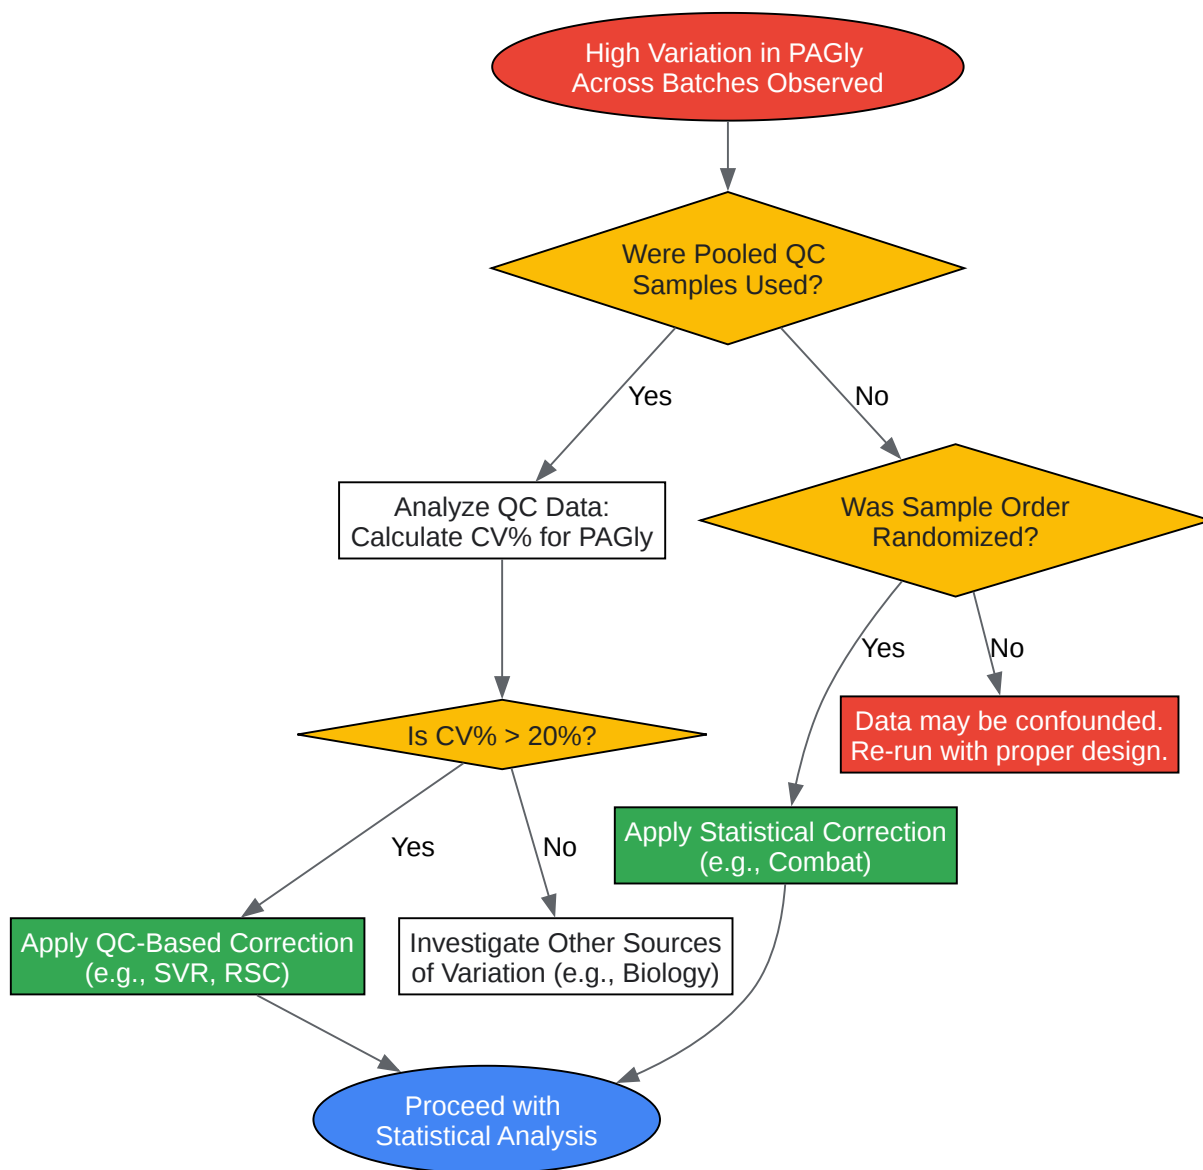 High Variation in PAGly
Across Batches Observed
Were Pooled QC
Samples Used?
Yes
No
Analyze QC Data:
Calculate CV% for PAGly
Was Sample Order
Randomized?
Yes
No
Is CV% > 20%?
Data may be confounded.
Re-run with proper design.
Yes
No
Apply Statistical Correction
(e.g., Combat)
Apply QC-Based Correction
(e.g., SVR, RSC)
Investigate Other Sources
of Variation (e.g., Biology)
Proceed with
Statistical Analysis